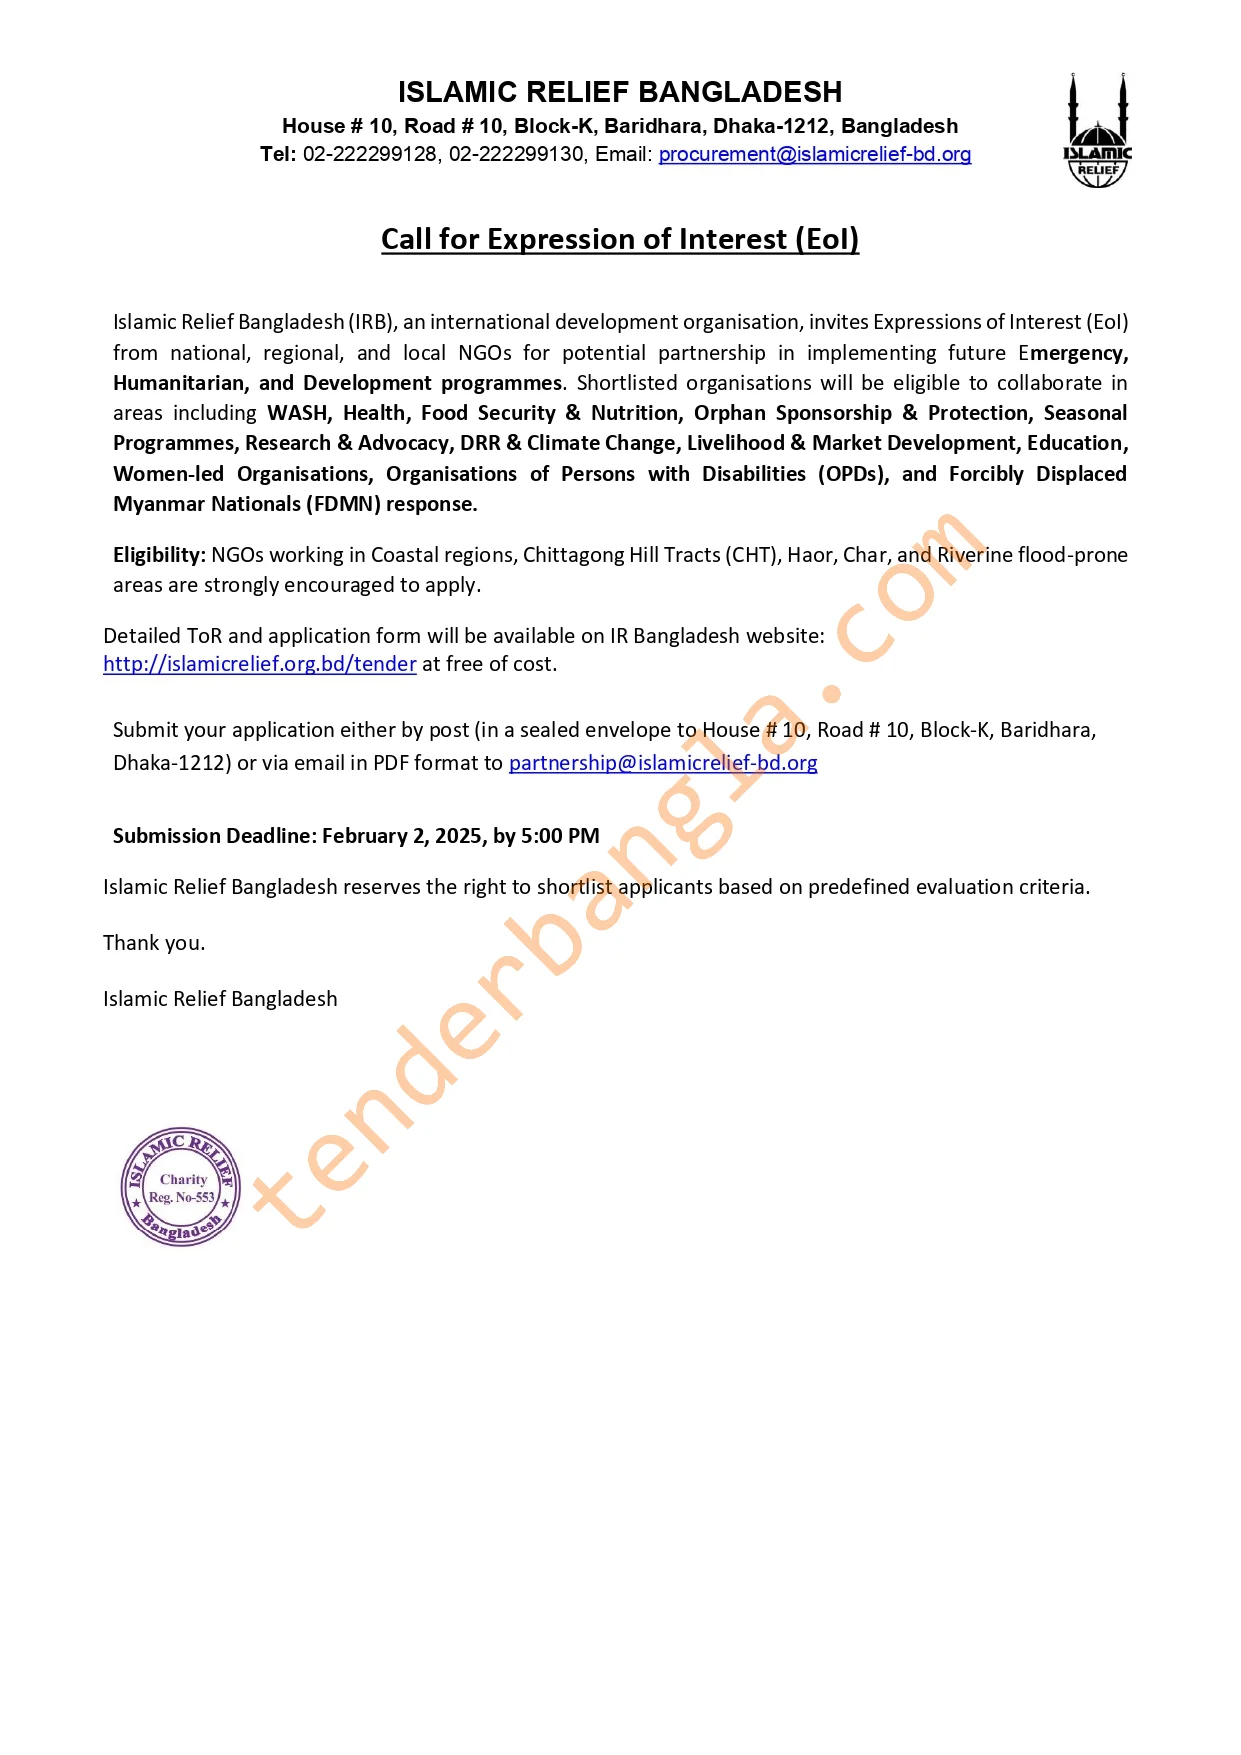 ISLAMIC RELIEF BANGLADESH
House # 10, Road # 10, Block-K, Baridhara, Dhaka-1212, Bangladesh
Tel: 02-222299128, 02-222299130, Email: procurement@islamicrelief-bd.org
ISLAMIC
RELIEF
Call for Expression of Interest (EoI)
Islamic Relief Bangladesh (IRB), an international development organisation, invites Expressions of Interest (EoI)
from national, regional, and local NGOs for potential partnership in implementing future Emergency,
Humanitarian, and Development programmes. Shortlisted organisations will be eligible to collaborate in
areas including WASH, Health, Food Security & Nutrition, Orphan Sponsorship & Protection, Seasonal
Programmes, Research & Advocacy, DRR & Climate Change, Livelihood & Market Development, Education,
Women-led Organisations, Organisations of Persons with Disabilities (OPDs), and Forcibly Displaced
Myanmar Nationals (FDMN) response.
Eligibility: NGOs working in Coastal regions, Chittagong Hill Tracts (CHT), Haor, Char, and Riverine flood-prone
areas are strongly encouraged to apply.
Detailed ToR and application form will be available on IR Bangladesh website:
http://islamicrelief.org.bd/tender at free of cost.
Submit your application either by post (in a sealed envelope to House # 10, Road # 10, Block-K, Baridhara,
Dhaka-1212) or via email in PDF format to partnership@islamicrelief-bd.org
Submission Deadline: February 2, 2025, by 5:00 PM
Islamic Relief Bangladesh reserves the right to shortlist applicants based on predefined evaluation criteria.
Thank you.
Islamic Relief Bangladesh
ISLAMIC RELIEF
Charity
Reg. No-553
Bangladesh
tenderbangla.com